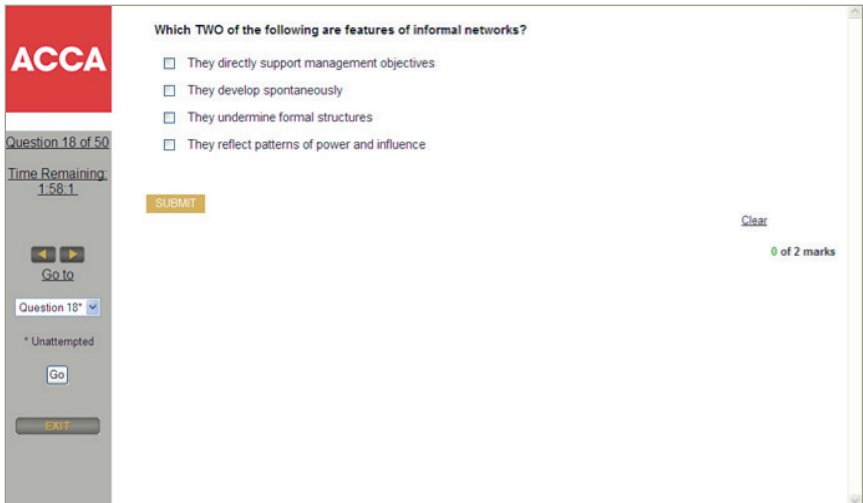 ACCA
Question 18 of 50
Time Remaining:
1:58:1
Go to
Question 18*
* Unattempted
Go
EXIT
Which TWO of the following are features of informal networks?
They directly support management objectives
They develop spontaneously
They undermine formal structures
They reflect patterns of power and influence
SUBMIT
Clear
0 of 2 marks